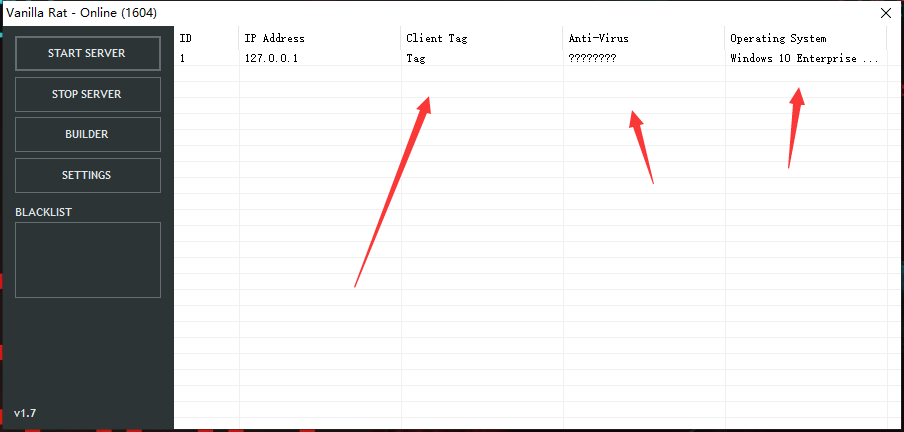 Vanilla Rat - Online (1604)
START SERVER
STOP SERVER
BUILDER
SETTINGS
BLACKLIST
v1.7
ID IP Address Client Tag Anti-Virus Operating System
1 127.0.0.1 Tag ???????? Windows 10 Enterprise ...